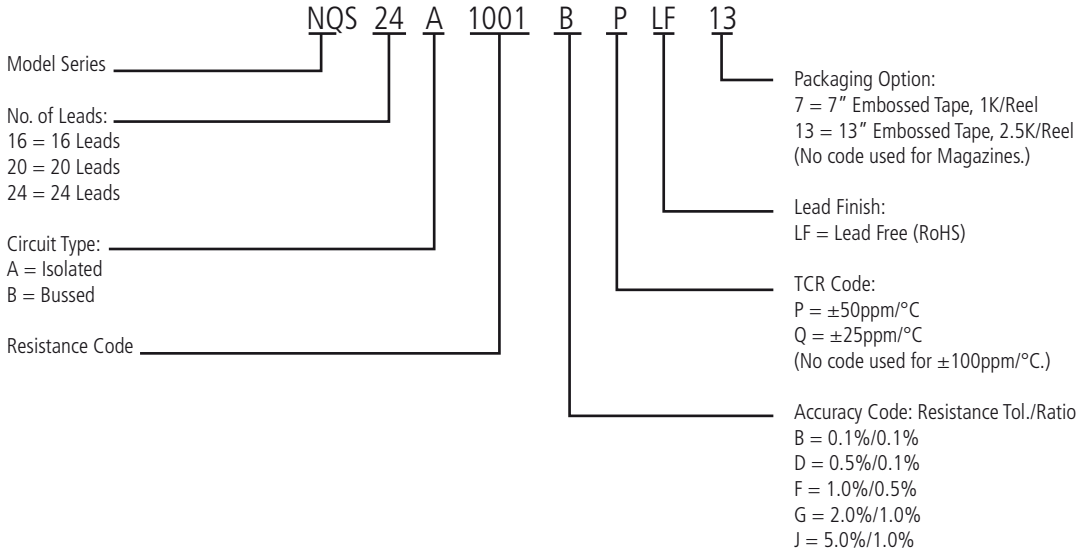 NQS 24 A 1001 B P LF 13
Model Series
No. of Leads:
16 = 16 Leads
20 = 20 Leads
24 = 24 Leads
Circuit Type:
A = Isolated
B = Bussed
Resistance Code
Packaging Option:
7 = 7” Embossed Tape, 1K/Reel
13 = 13” Embossed Tape, 2.5K/Reel
(No code used for Magazines.)
Lead Finish:
LF = Lead Free (RoHS)
TCR Code:
P = ±50ppm/°C
Q = ±25ppm/°C
(No code used for ±100ppm/°C.)
Accuracy Code: Resistance Tol./Ratio
B = 0.1%/0.1%
D = 0.5%/0.1%
F = 1.0%/0.5%
G = 2.0%/1.0%
J = 5.0%/1.0%